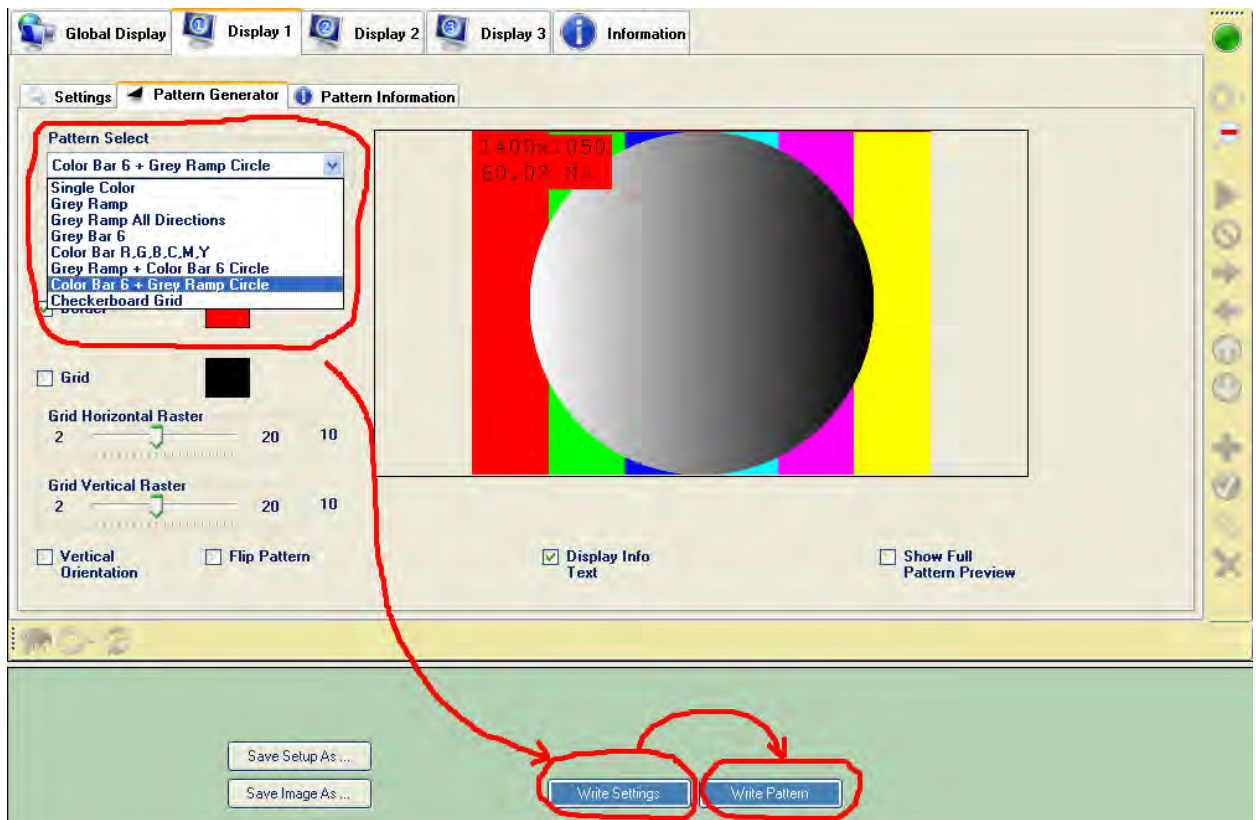 Global Display
Display 1
Display 2
Display 3
Information
Settings
Pattern Generator
Pattern Information
Pattern Select
Color Bar 6 + Grey Ramp Circle
Single Color
Grey Ramp
Grey Ramp All Directions
Grey Bar 6
Color Bar R,G,B,C,M,Y
Grey Ramp + Color Bar 6 Circle
Color Bar 6 + Grey Ramp Circle
Checkerboard Grid
Border
1400x1050
60.02 Hz
Grid
Grid Horizontal Raster
2 20 10
Grid Vertical Raster
2 20 10
Vertical
Orientation
Flip Pattern
Display Info
Text
Show Full
Pattern Preview
Save Setup As ...
Save Image As ...
Write Settings
Write Pattern